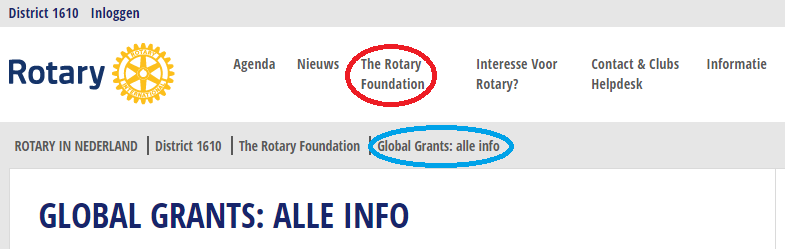 District 1610 Inloggen
Rotary
ROTARY
INTERNATIONAL
Agenda
Nieuws
The Rotary
Foundation
Interesse Voor
Rotary?
Contact & Clubs
Helpdesk
Informatie
ROTARY IN NEDERLAND | District 1610 | The Rotary Foundation | Global Grants: alle info
GLOBAL GRANTS: ALLE INFO